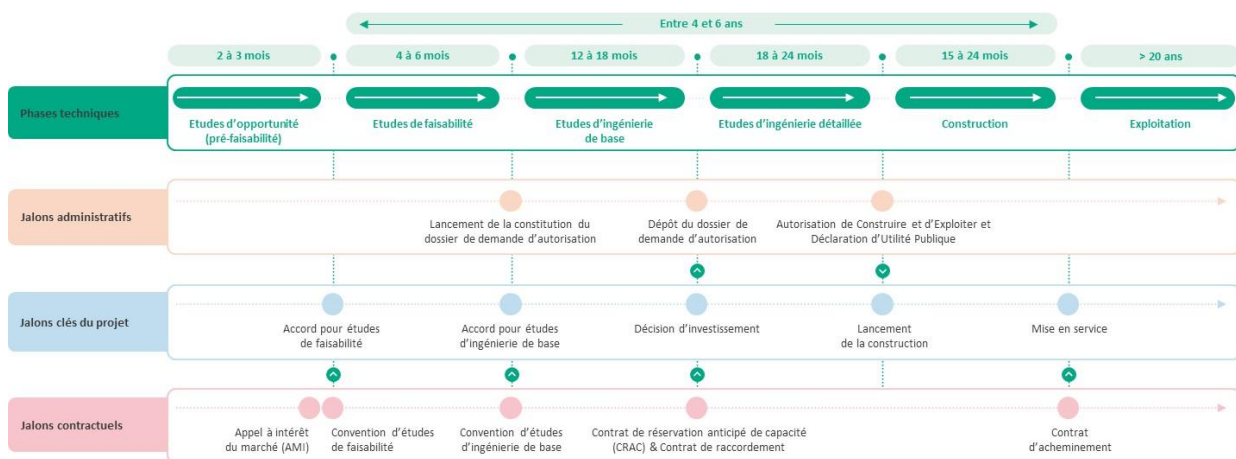 Entre 4 et 6 ans
2 à 3 mois
4 à 6 mois
12 à 18 mois
18 à 24 mois
15 à 24 mois
> 20 ans
Phases techniques
Etudes d'opportunité
(pré-faisabilité)
Etudes de faisabilité
Etudes d'ingénierie
de base
Etudes d'ingénierie détaillée
Construction
Exploitation
Jalons administratifs
Lancement de la constitution du
dossier de demande d'autorisation
Dépôt du dossier de
demande d'autorisation
Autorisation de Construire et d'Exploiter et
Déclaration d'Utilité Publique
Jalons clés du projet
Accord pour études
de faisabilité
Accord pour études
d'ingénierie de base
Décision d'investissement
Lancement
de la construction
Mise en service
Jalons contractuels
Appel à intérêt
du marché (AMI)
Convention d'études
de faisabilité
Convention d'études
d'ingénierie de base
Contrat de réservation anticipé de capacité
(CRAC) & Contrat de raccordement
Contrat
d'acheminement